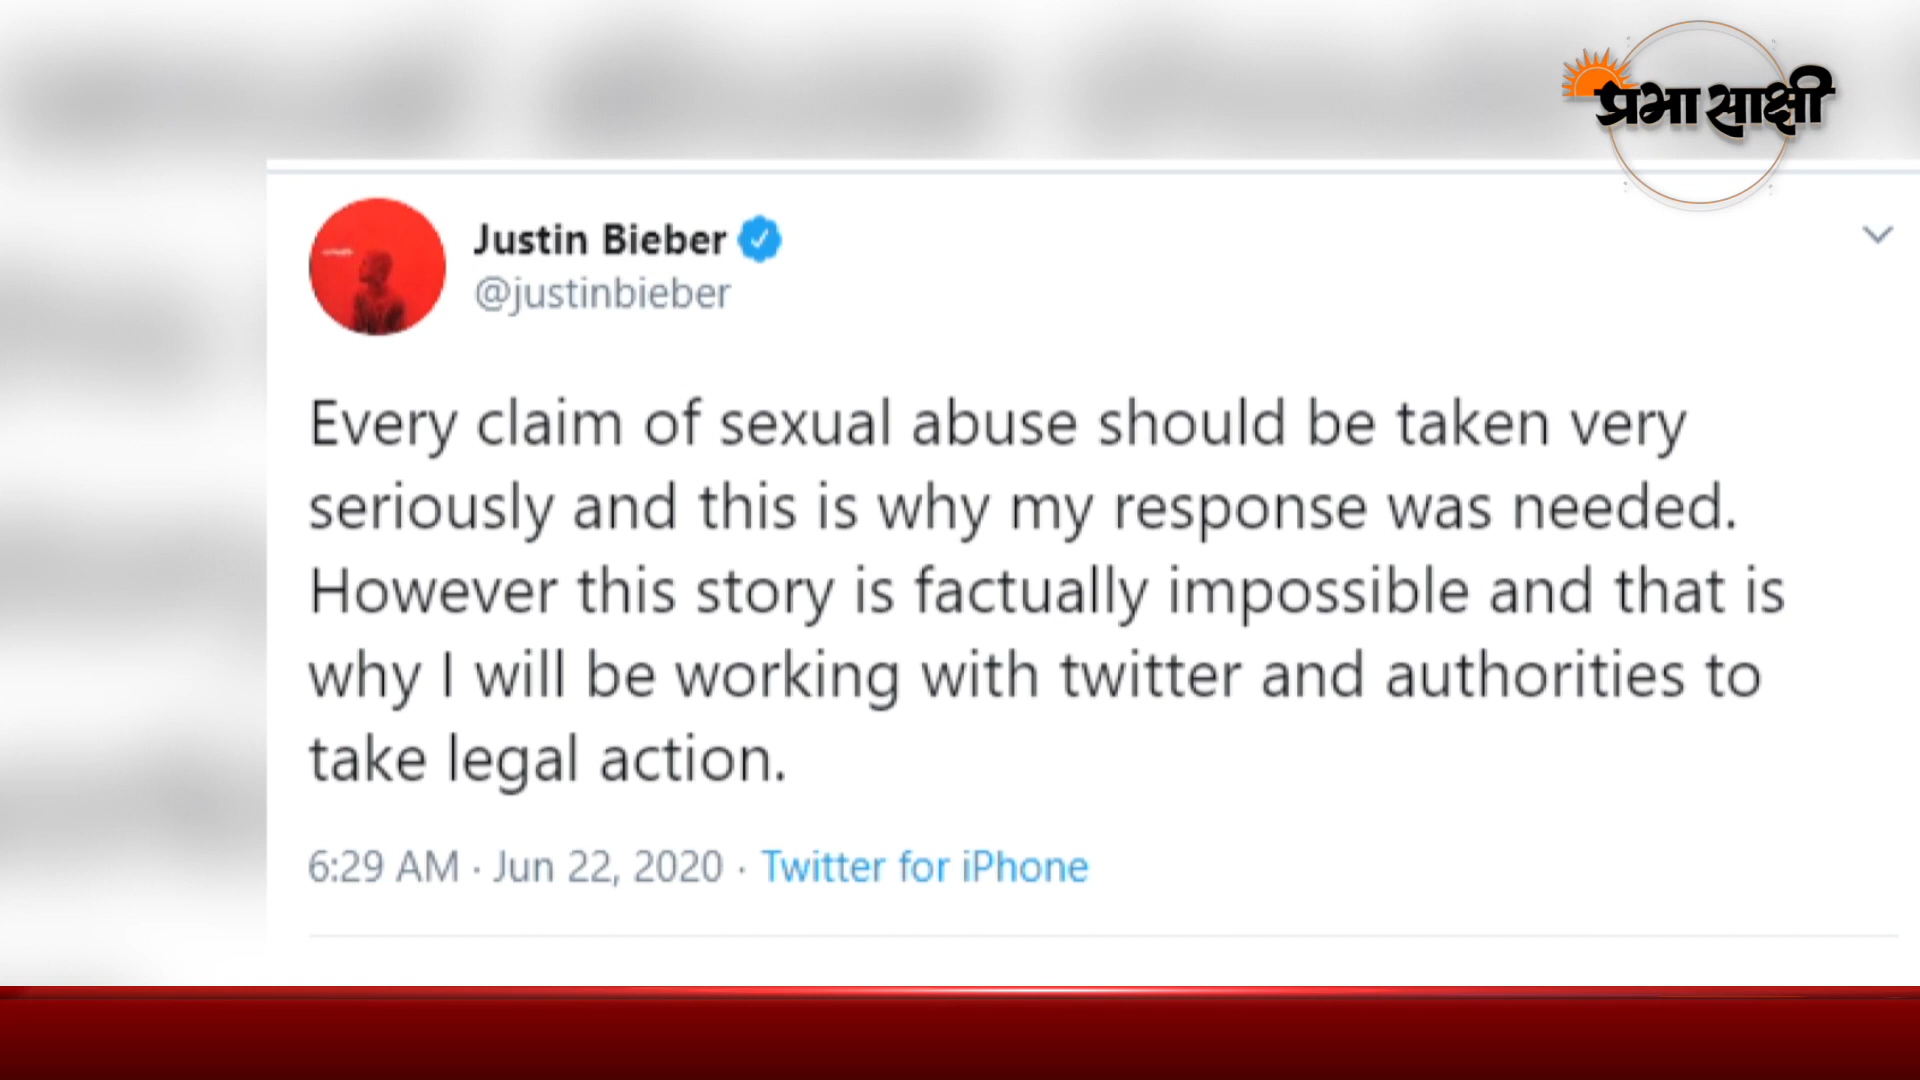 प्रभा साक्षी
Justin Bieber
@justinbieber
Every claim of sexual abuse should be taken very
seriously and this is why my response was needed.
However this story is factually impossible and that is
why I will be working with twitter and authorities to
take legal action.
6:29 AM · Jun 22, 2020 · Twitter for iPhone